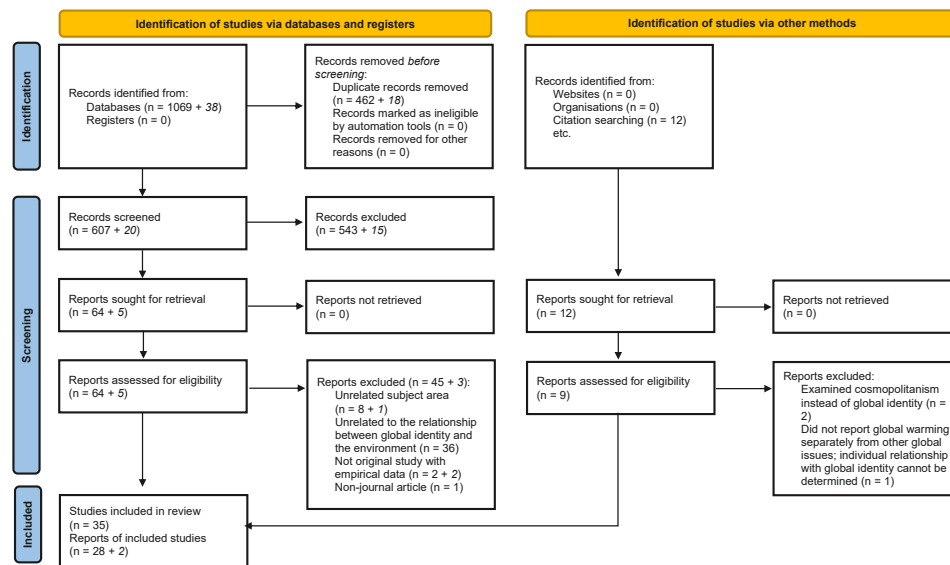 Identification of studies via databases and registers
Identification of studies via other methods
Identification
Records identified from:
Databases (n = 1069 + 38)
Registers (n = 0)
Records removed before
screening:
Duplicate records removed
(n = 462 + 18)
Records marked as ineligible
by automation tools (n = 0)
Records removed for other
reasons (n = 0)
Records identified from:
Websites (n = 0)
Organisations (n = 0)
Citation searching (n = 12)
etc.
Screening
Records screened
(n = 607 + 20)
Records excluded
(n = 543 + 15)
Reports sought for retrieval
(n = 64 + 5)
Reports not retrieved
(n = 0)
Reports sought for retrieval
(n = 12)
Reports not retrieved
(n = 0)
Reports assessed for eligibility
(n = 64 + 5)
Reports excluded (n = 45 + 3):
Unrelated subject area
(n = 8 + 1)
Unrelated to the relationship
between global identity and
the environment (n = 36)
Not original study with
empirical data (n = 2 + 2)
Non-journal article (n = 1)
Reports assessed for eligibility
(n = 9)
Reports excluded:
Examined cosmopolitanism
instead of global identity (n =
2)
Did not report global warming
separately from other global
issues; individual relationship
with global identity cannot be
determined (n = 1)
Included
Studies included in review
(n = 35)
Reports of included studies
(n = 28 + 2)